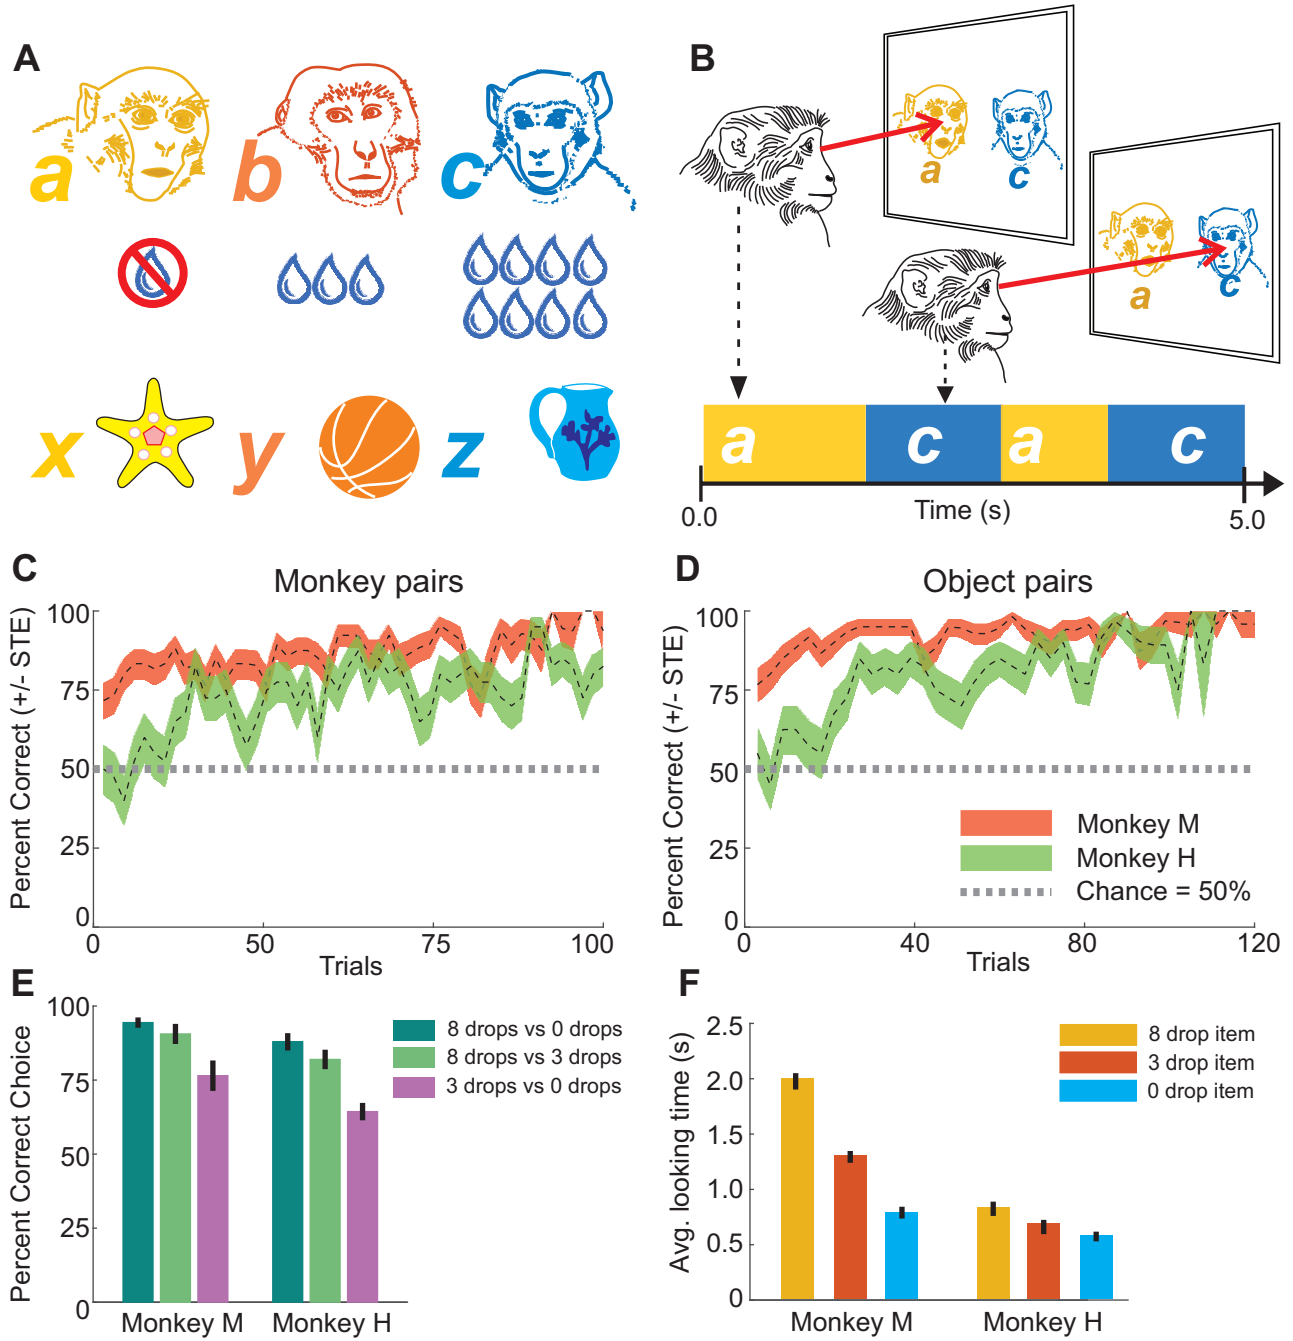 A
a
b
c
x
y
z
B
a
c
a
c
a
c
a
c
0.0
Time (s)
5.0
C
Monkey pairs
Percent Correct (+/- STE)
100
75
50
25
0
0
50
75
100
Trials
D
Object pairs
Percent Correct (+/- STE)
100
75
50
25
0
Monkey M
Monkey H
Chance = 50%
0
40
80
120
Trials
E
Percent Correct Choice
100
75
50
25
0
8 drops vs 0 drops
8 drops vs 3 drops
3 drops vs 0 drops
Monkey M
Monkey H
F
Avg. looking time (s)
2.5
2.0
1.5
1.0
0.5
0
8 drop item
3 drop item
0 drop item
Monkey M
Monkey H